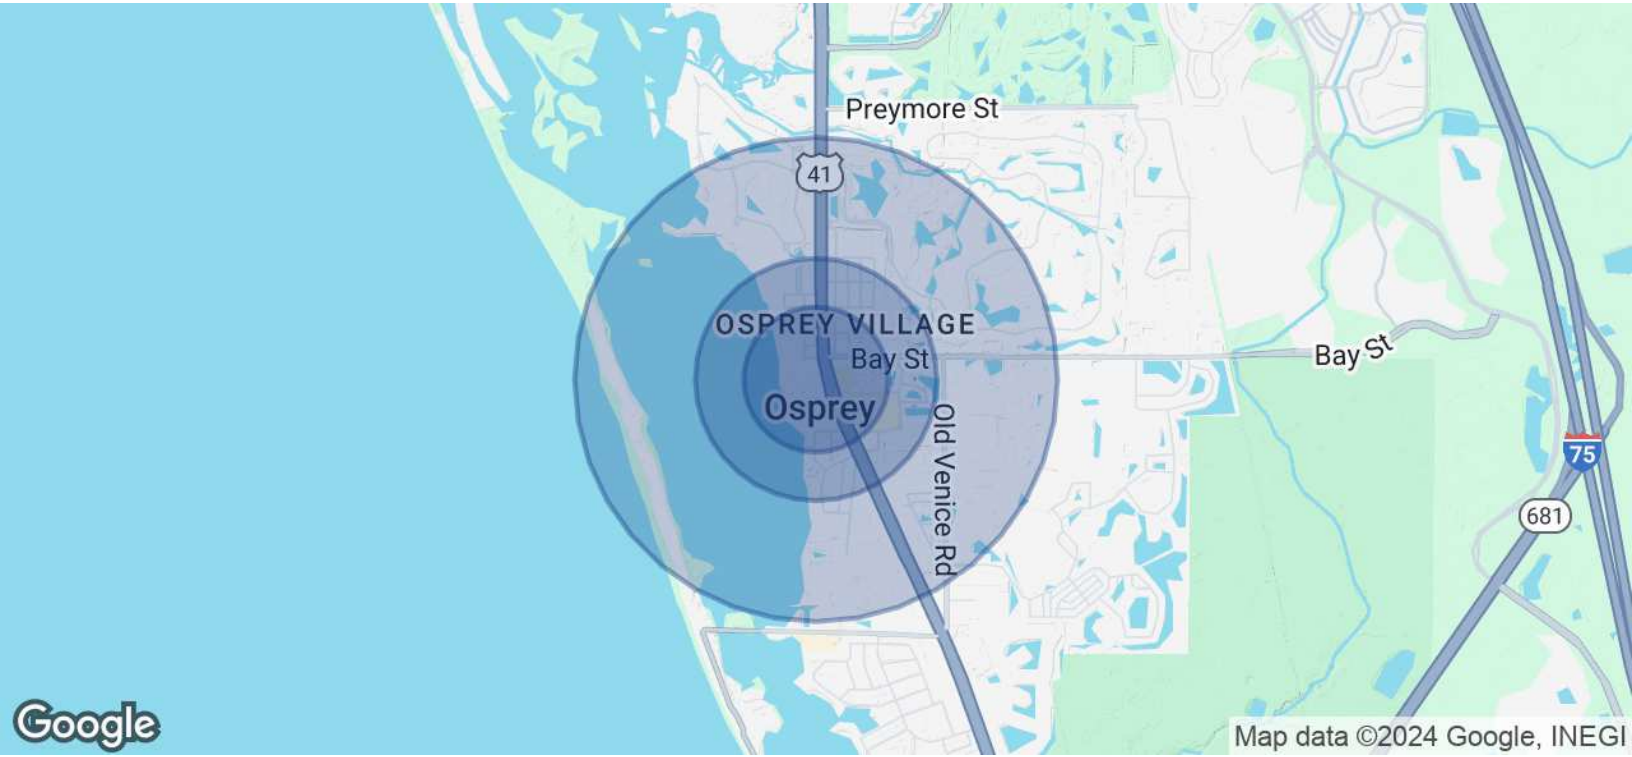 Preymore St
41
OSPREY VILLAGE
Bay St
Bay St
Osprey
Old Venice Rd
75
681
Google
Map data ©2024 Google, INEGI